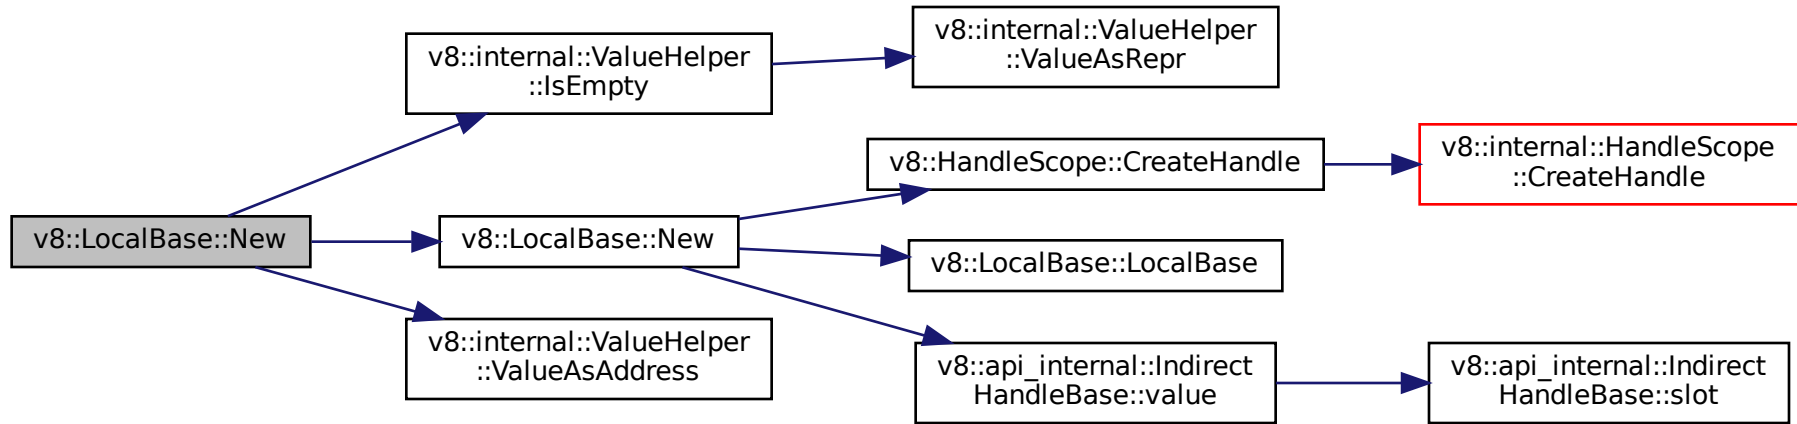 v8::internal::ValueHelper
::ValueAsRepr
v8::internal::ValueHelper
::IsEmpty
v8::HandleScope::CreateHandle
v8::internal::HandleScope
::CreateHandle
v8::LocalBase::New
v8::LocalBase::New
v8::LocalBase::LocalBase
v8::internal::ValueHelper
::ValueAsAddress
v8::api_internal::Indirect
HandleBase::value
v8::api_internal::Indirect
HandleBase::slot